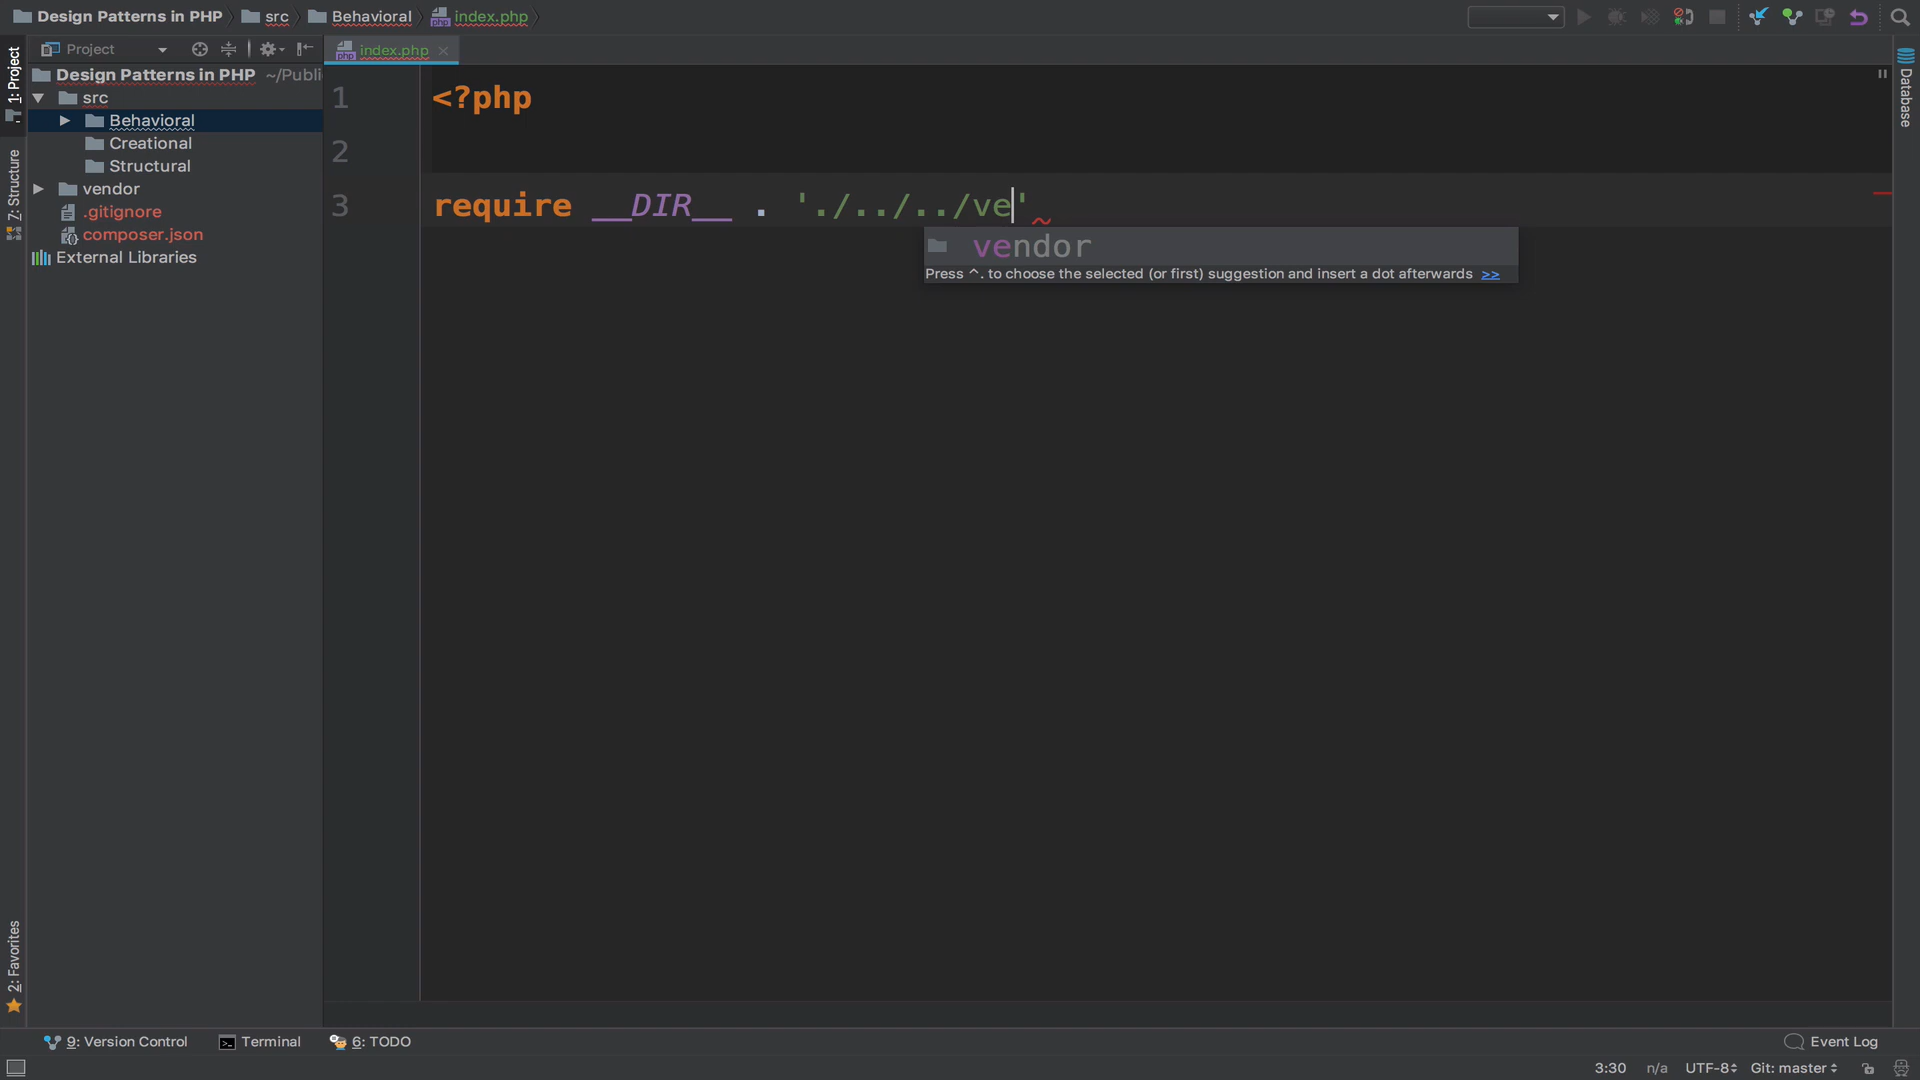 Design Patterns in PHP src Behavioral index.php
Project
index.php
1: Project
Design Patterns in PHP ~/Publi
src
Behavioral
Creational
Structural
vendor
.gitignore
composer.json
External Libraries
7: Structure
2: Favorites
1 <?php
2
3 require __DIR__ . './../../ve'
vendor
Press ^. to choose the selected (or first) suggestion and insert a dot afterwards >>
Database
9: Version Control Terminal 6: TODO Event Log
3:30 n/a UTF-8 Git: master